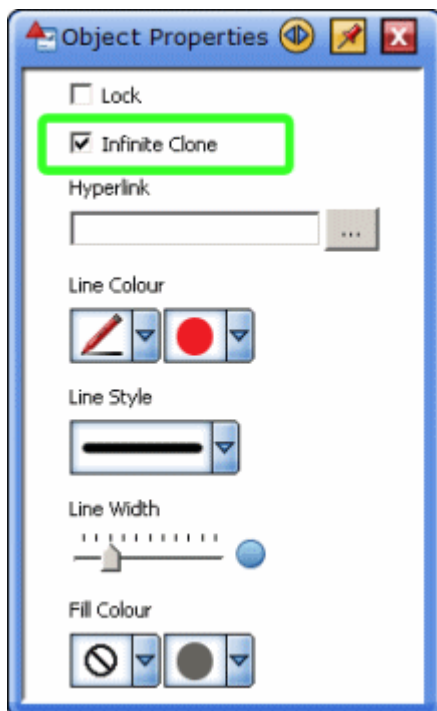 Object Properties
Lock
Infinite Clone
Hyperlink
...
Line Colour
Line Style
Line Width
Fill Colour